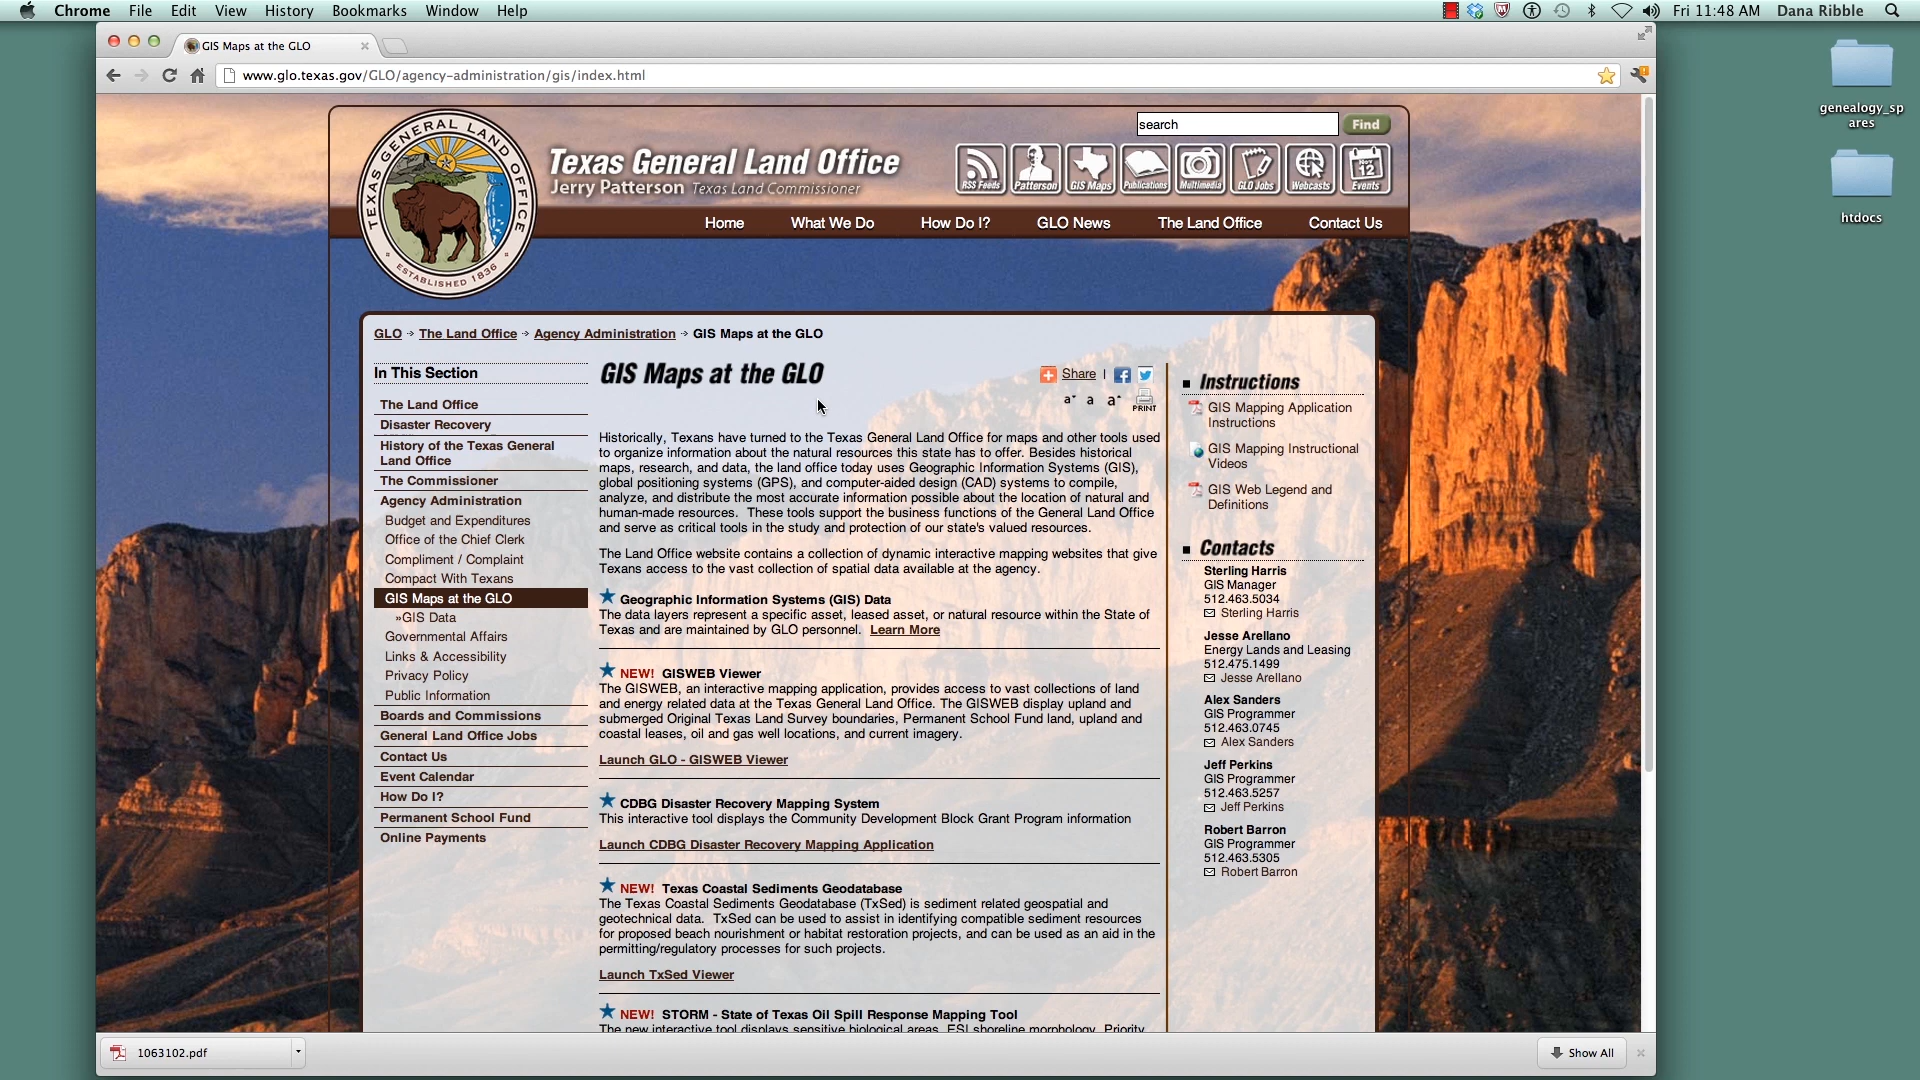 Chrome File Edit View History Bookmarks Window Help
Fri 11:48 AM Dana Ribble
GIS Maps at the GLO
www.glo.texas.gov/GLO/agency-administration/gis/index.html
genealogy_sp
ares
htdocs
TEXAS GENERAL LAND OFFICE
ESTABLISHED 1836
search
Find
Texas General Land Office
Jerry Patterson Texas Land Commissioner
RSS Feeds
Patterson
GIS Maps
Publications
Multimedia
GLO Jobs
Webcasts
Nov
12
Events
Home What We Do How Do I? GLO News The Land Office Contact Us
GLO The Land Office Agency Administration GIS Maps at the GLO
In This Section
The Land Office
Disaster Recovery
History of the Texas General
Land Office
The Commissioner
Agency Administration
Budget and Expenditures
Office of the Chief Clerk
Compliment / Complaint
Compact With Texans
GIS Maps at the GLO
»GIS Data
Governmental Affairs
Links & Accessibility
Privacy Policy
Public Information
Boards and Commissions
General Land Office Jobs
Contact Us
Event Calendar
How Do I?
Permanent School Fund
Online Payments
GIS Maps at the GLO
Share |
a a a
PRINT
Historically, Texans have turned to the Texas General Land Office for maps and other tools used
to organize information about the natural resources this state has to offer. Besides historical
maps, research, and data, the land office today uses Geographic Information Systems (GIS),
global positioning systems (GPS), and computer-aided design (CAD) systems to compile,
analyze, and distribute the most accurate information possible about the location of natural and
human-made resources. These tools support the business functions of the General Land Office
and serve as critical tools in the study and protection of our state's valued resources.
The Land Office website contains a collection of dynamic interactive mapping websites that give
Texans access to the vast collection of spatial data available at the agency.
Geographic Information Systems (GIS) Data
The data layers represent a specific asset, leased asset, or natural resource within the State of
Texas and are maintained by GLO personnel. Learn More
NEW! GISWEB Viewer
The GISWEB, an interactive mapping application, provides access to vast collections of land
and energy related data at the Texas General Land Office. The GISWEB display upland and
submerged Original Texas Land Survey boundaries, Permanent School Fund land, upland and
coastal leases, oil and gas well locations, and current imagery.
Launch GLO - GISWEB Viewer
CDBG Disaster Recovery Mapping System
This interactive tool displays the Community Development Block Grant Program information
Launch CDBG Disaster Recovery Mapping Application
NEW! Texas Coastal Sediments Geodatabase
The Texas Coastal Sediments Geodatabase (TxSed) is sediment related geospatial and
geotechnical data. TxSed can be used to assist in identifying compatible sediment resources
for proposed beach nourishment or habitat restoration projects, and can be used as an aid in the
permitting/regulatory processes for such projects.
Launch TxSed Viewer
NEW! STORM - State of Texas Oil Spill Response Mapping Tool
The new interactive tool displays sensitive biological areas, ESI shoreline morphology, Priority
Instructions
GIS Mapping Application
Instructions
GIS Mapping Instructional
Videos
GIS Web Legend and
Definitions
Contacts
Sterling Harris
GIS Manager
512.463.5034
Sterling Harris
Jesse Arellano
Energy Lands and Leasing
512.475.1499
Jesse Arellano
Alex Sanders
GIS Programmer
512.463.0745
Alex Sanders
Jeff Perkins
GIS Programmer
512.463.5257
Jeff Perkins
Robert Barron
GIS Programmer
512.463.5305
Robert Barron
1063102.pdf
Show All